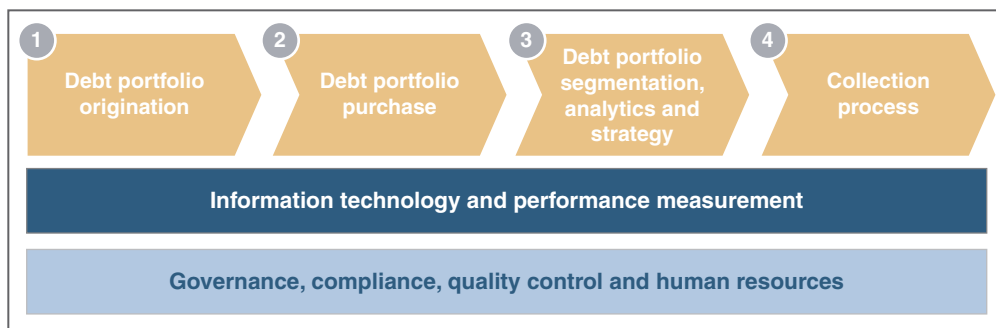 1
Debt portfolio
origination
2
Debt portfolio
purchase
3
Debt portfolio
segmentation,
analytics and
strategy
4
Collection
process
Information technology and performance measurement
Governance, compliance, quality control and human resources